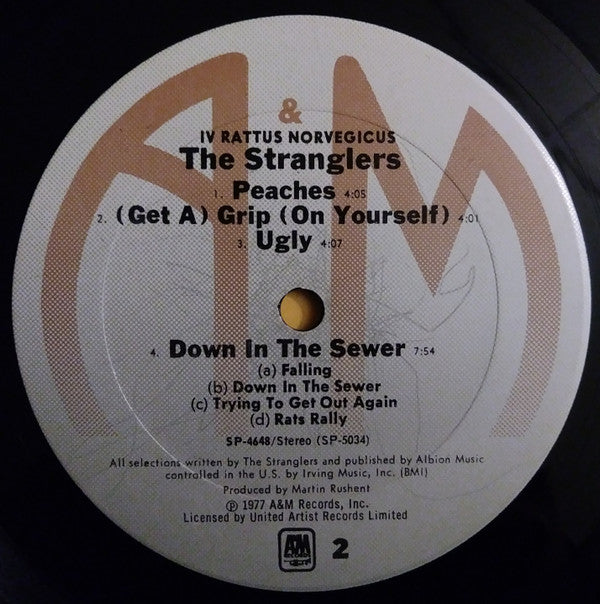 &
IV RATTUS NORVEGICUS
The Stranglers
1. Peaches 4:05
2. (Get A) Grip (On Yourself) 4:01
3. Ugly 4:07
4. Down In The Sewer 7:54
(a) Falling
(b) Down In The Sewer
(c) Trying To Get Out Again
(d) Rats Rally
SP-4648/Stereo (SP-5034)
All selections written by The Stranglers and published by Albion Music
controlled in the U.S. by Irving Music, Inc. (BMI)
Produced by Martin Rushent
℗ 1977 A&M Records, Inc.
Licensed by United Artist Records Limited
A&M RECORDS 2